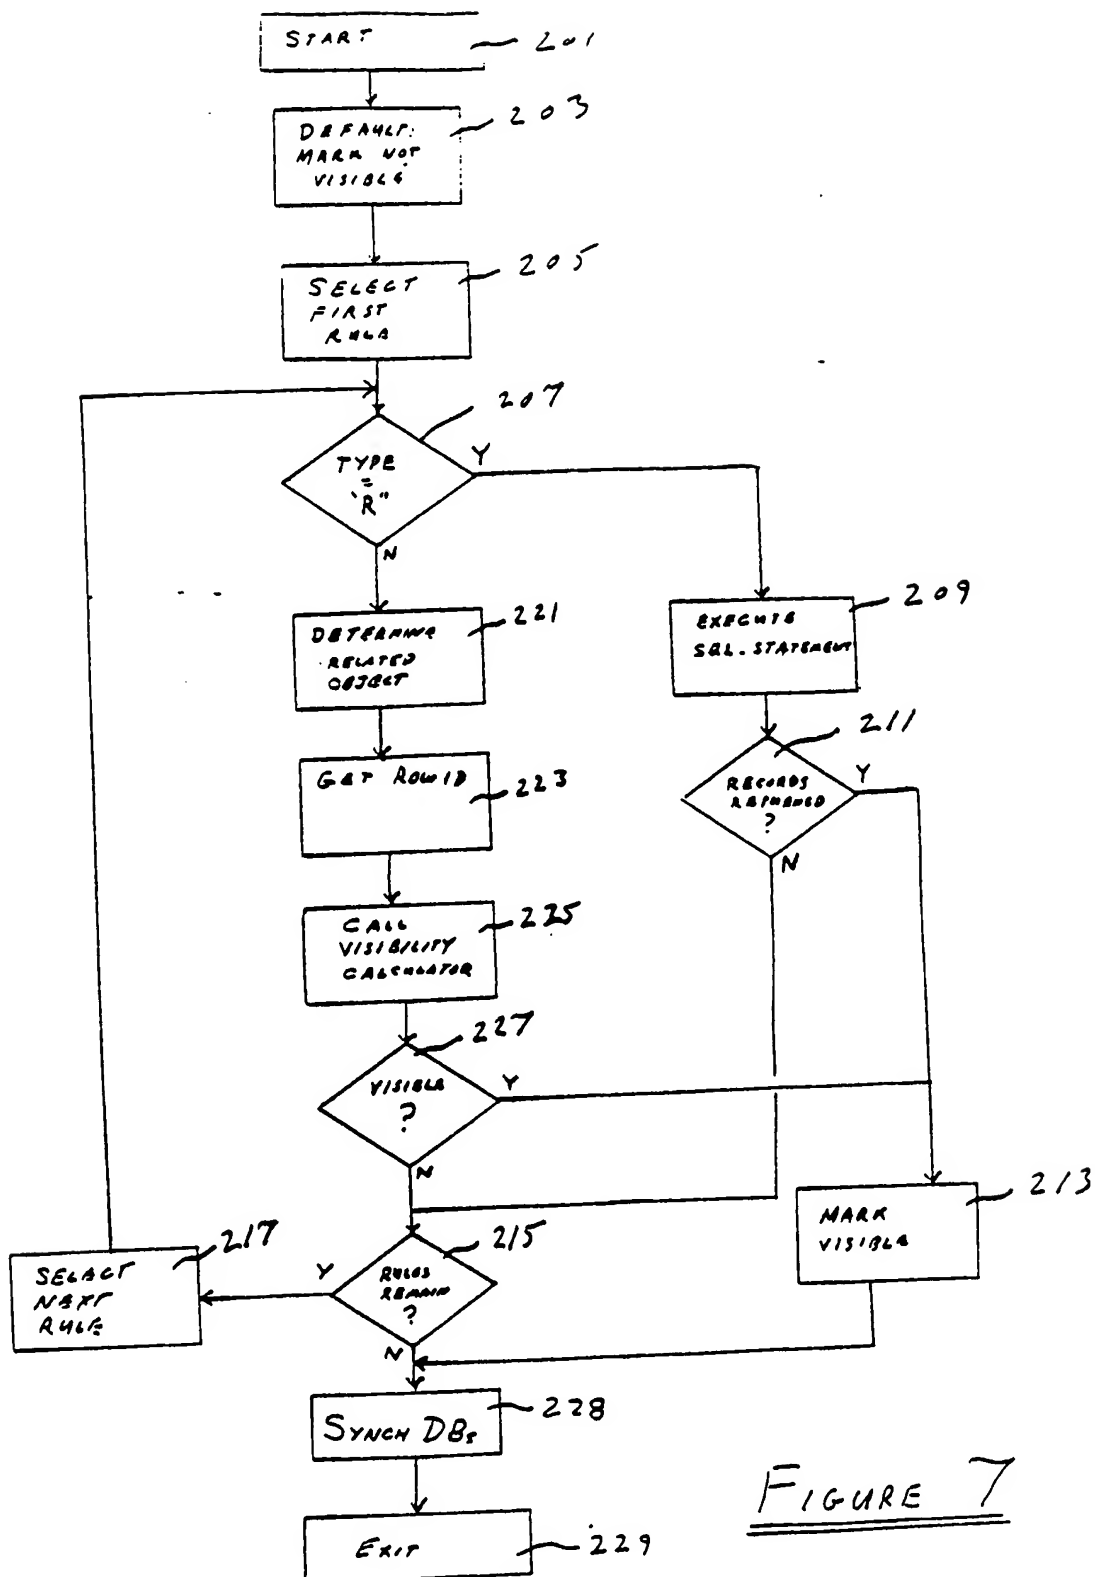 START
201
DEFAULT:
MARK NOT
VISIBLE
203
SELECT
FIRST
RULE
205
207
TYPE
=
"R"
Y
N
DETERMINE
RELATED
OBJECT
221
EXECUTE
SQL. STATEMENT
209
GET ROWID
223
211
RECORDS
RETURNED
?
Y
N
CALL
VISIBILITY
CALCULATOR
225
227
VISIBLE
?
Y
N
MARK
VISIBLE
213
SELECT
NEXT
RULE
217
215
RULES
REMAIN
?
Y
N
SYNCH DBs
228
EXIT
229
FIGURE 7